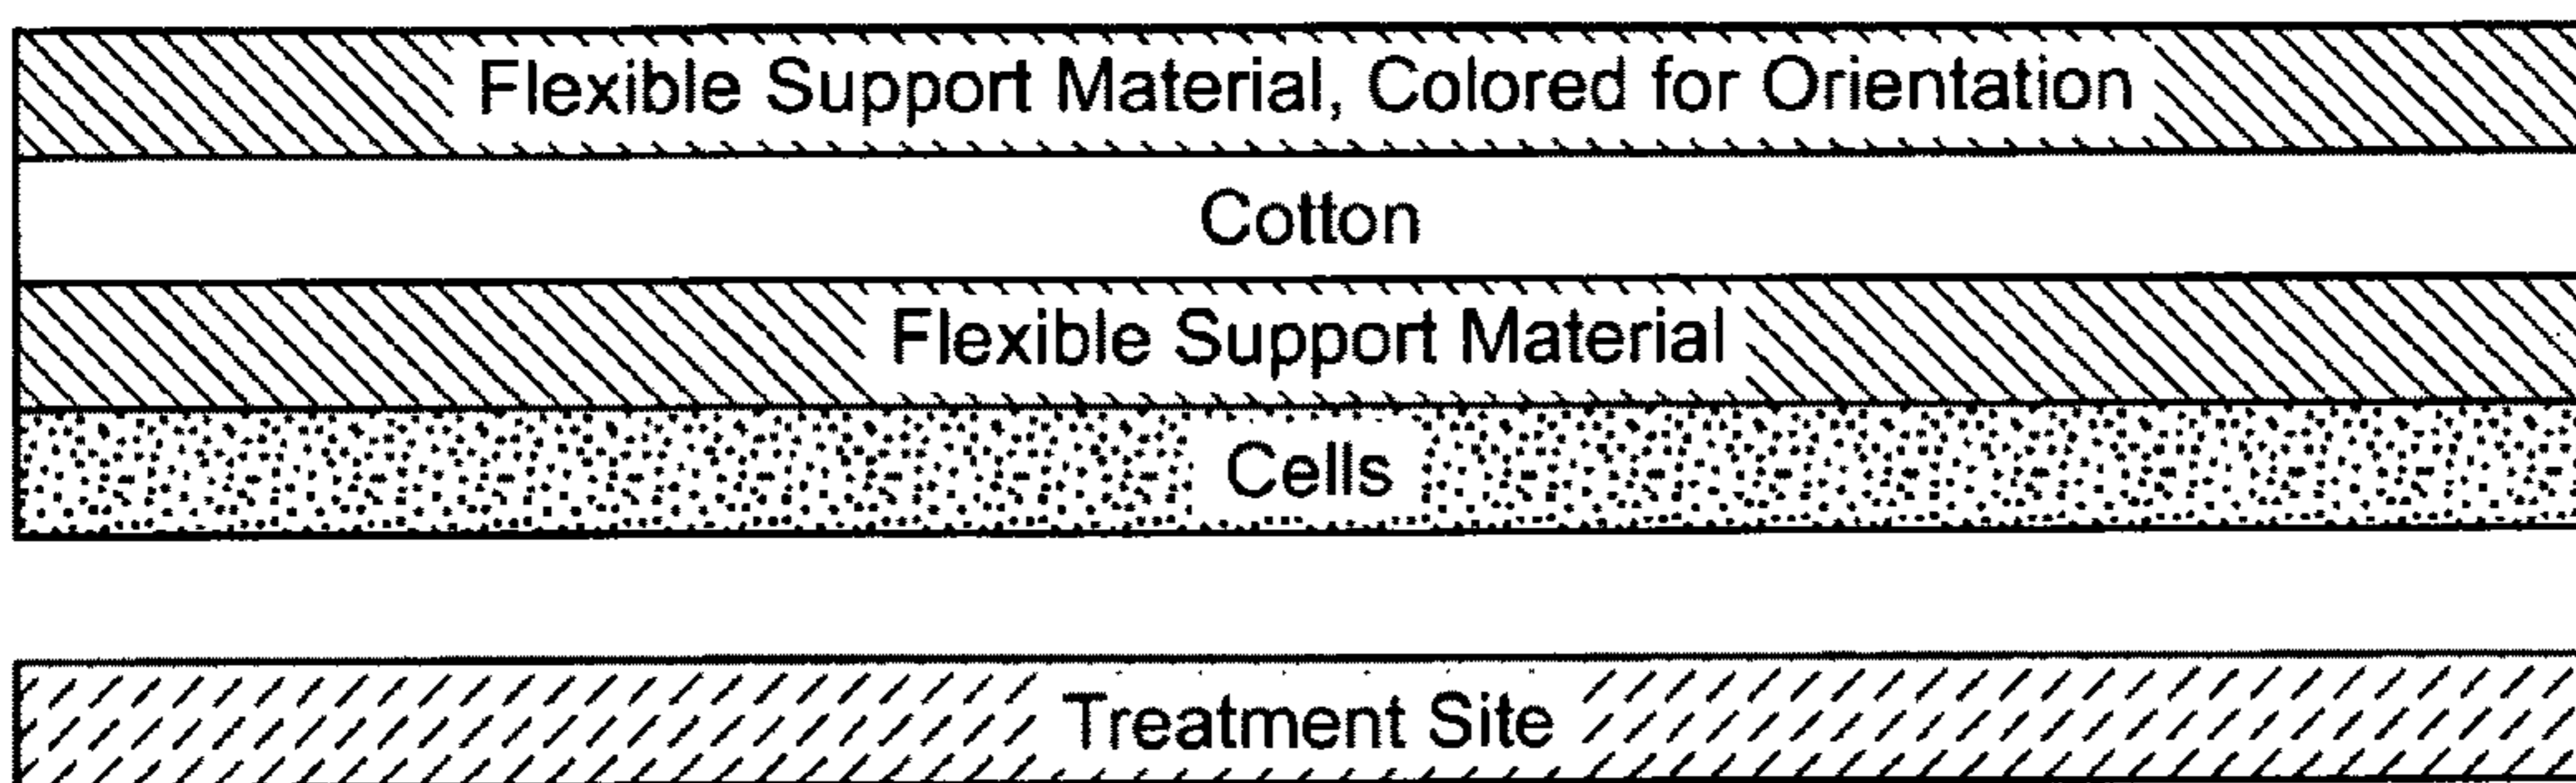 Flexible Support Material, Colored for Orientation
Cotton
Flexible Support Material
Cells
Treatment Site